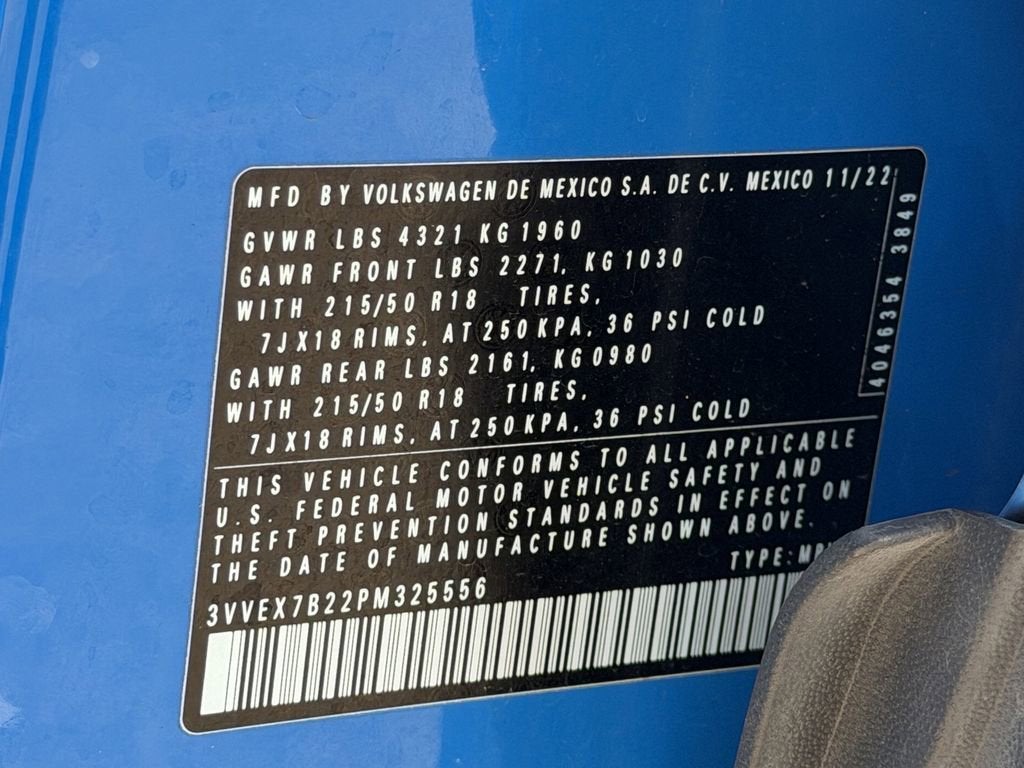 MFD BY VOLKSWAGEN DE MEXICO S.A. DE C.V. MEXICO 11/22
GVWR LBS 4321 KG 1960
GAWR FRONT LBS 2271, KG 1030
WITH 215/50 R18 TIRES,
7JX18 RIMS, AT 250 KPA, 36 PSI COLD
GAWR REAR LBS 2161, KG 0980
WITH 215/50 R18 TIRES,
7JX18 RIMS, AT 250 KPA, 36 PSI COLD
4046354 3849
THIS VEHICLE CONFORMS TO ALL APPLICABLE
U.S. FEDERAL MOTOR VEHICLE SAFETY AND
THEFT PREVENTION STANDARDS IN EFFECT ON
THE DATE OF MANUFACTURE SHOWN ABOVE.
TYPE:
3VVEX7B22PM325556